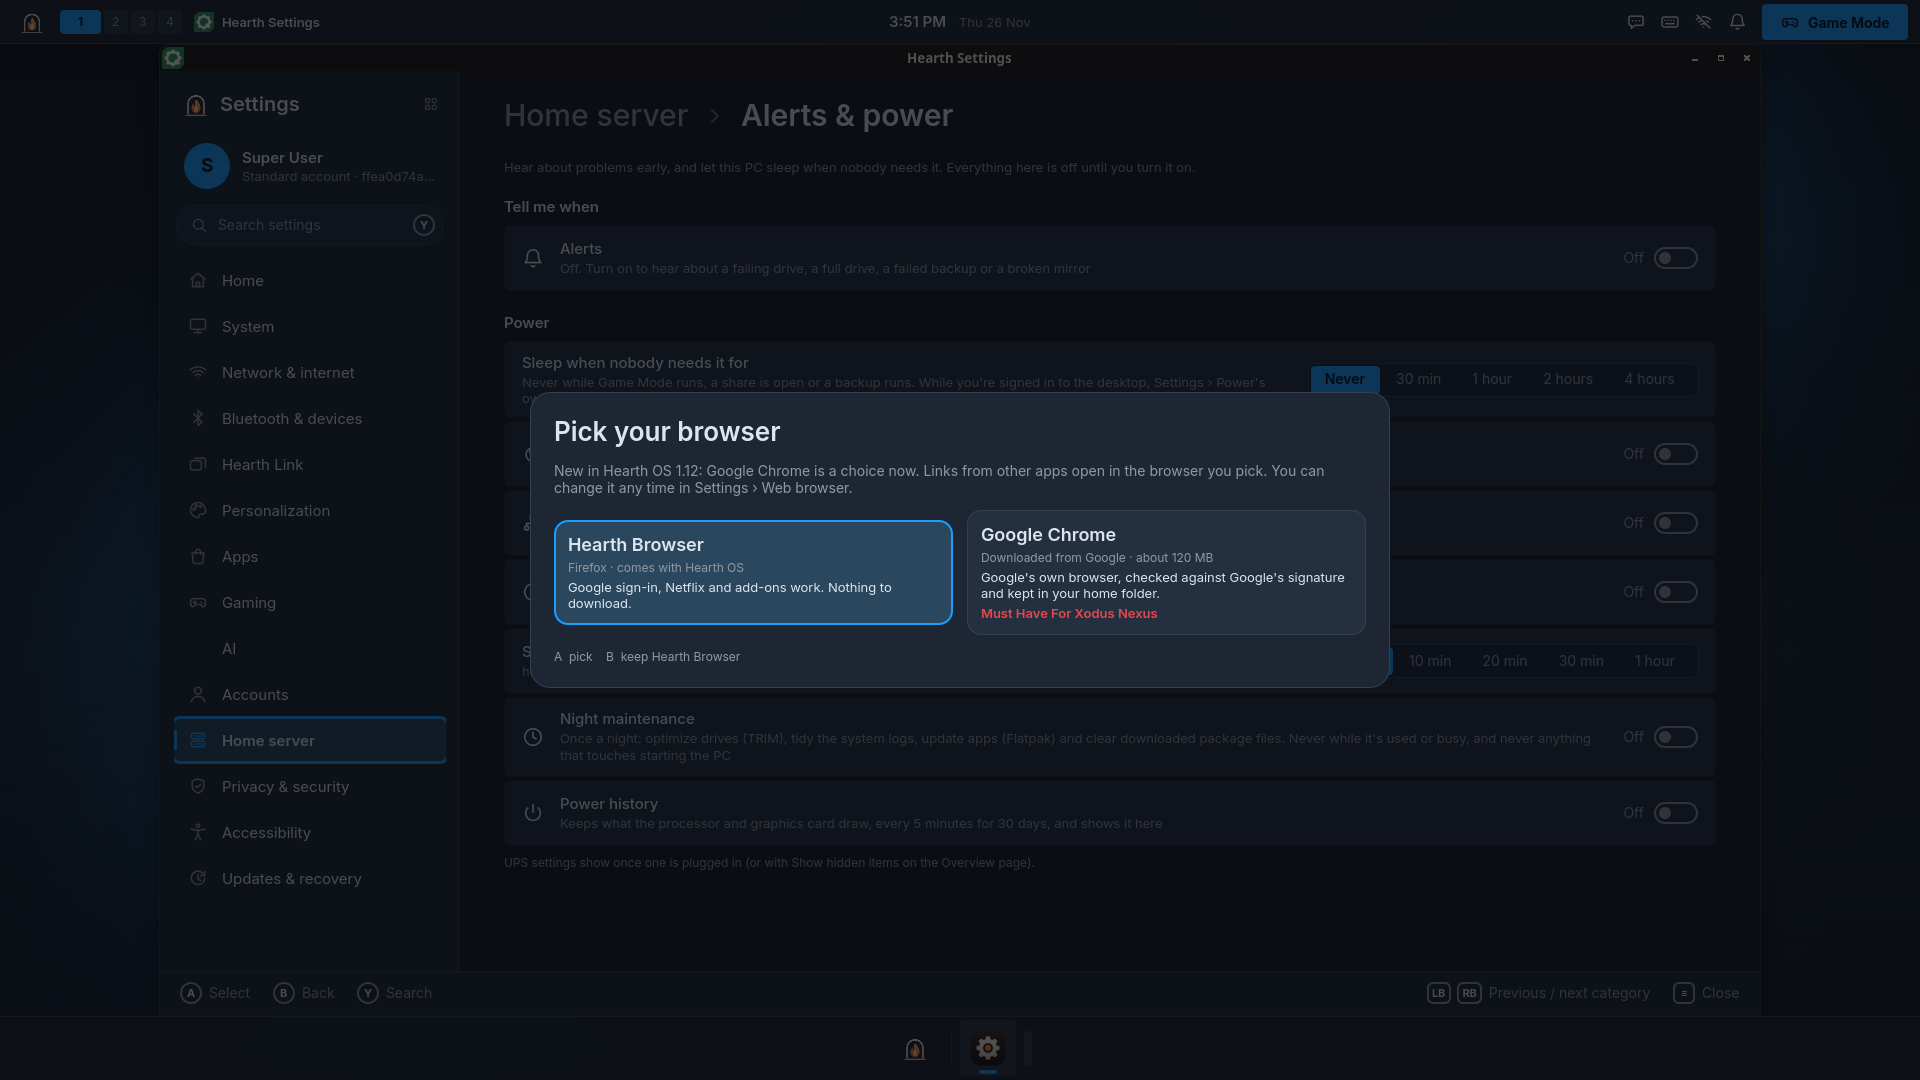 1 2 3 4 Hearth Settings
3:51 PM Thu 26 Nov
Game Mode
Hearth Settings
Settings
S
Super User
Standard account · ffea0d74a...
Search settings Y
Home
System
Network & internet
Bluetooth & devices
Hearth Link
Personalization
Apps
Gaming
AI
Accounts
Home server
Privacy & security
Accessibility
Updates & recovery
Home server > Alerts & power
Hear about problems early, and let this PC sleep when nobody needs it. Everything here is off until you turn it on.
Tell me when
Alerts
Off. Turn on to hear about a failing drive, a full drive, a failed backup or a broken mirror
Off
Power
Sleep when nobody needs it for
Never while Game Mode runs, a share is open or a backup runs. While you're signed in to the desktop, Settings › Power's
Never 30 min 1 hour 2 hours 4 hours
Off
Off
Off
10 min 20 min 30 min 1 hour
Pick your browser
New in Hearth OS 1.12: Google Chrome is a choice now. Links from other apps open in the browser you pick. You can
change it any time in Settings › Web browser.
Hearth Browser
Firefox · comes with Hearth OS
Google sign-in, Netflix and add-ons work. Nothing to
download.
Google Chrome
Downloaded from Google · about 120 MB
Google's own browser, checked against Google's signature
and kept in your home folder.
Must Have For Xodus Nexus
A pick B keep Hearth Browser
Night maintenance
Once a night: optimize drives (TRIM), tidy the system logs, update apps (Flatpak) and clear downloaded package files. Never while it's used or busy, and never anything
that touches starting the PC
Off
Power history
Keeps what the processor and graphics card draw, every 5 minutes for 30 days, and shows it here
Off
UPS settings show once one is plugged in (or with Show hidden items on the Overview page).
A Select B Back Y Search
LB RB Previous / next category ≡ Close